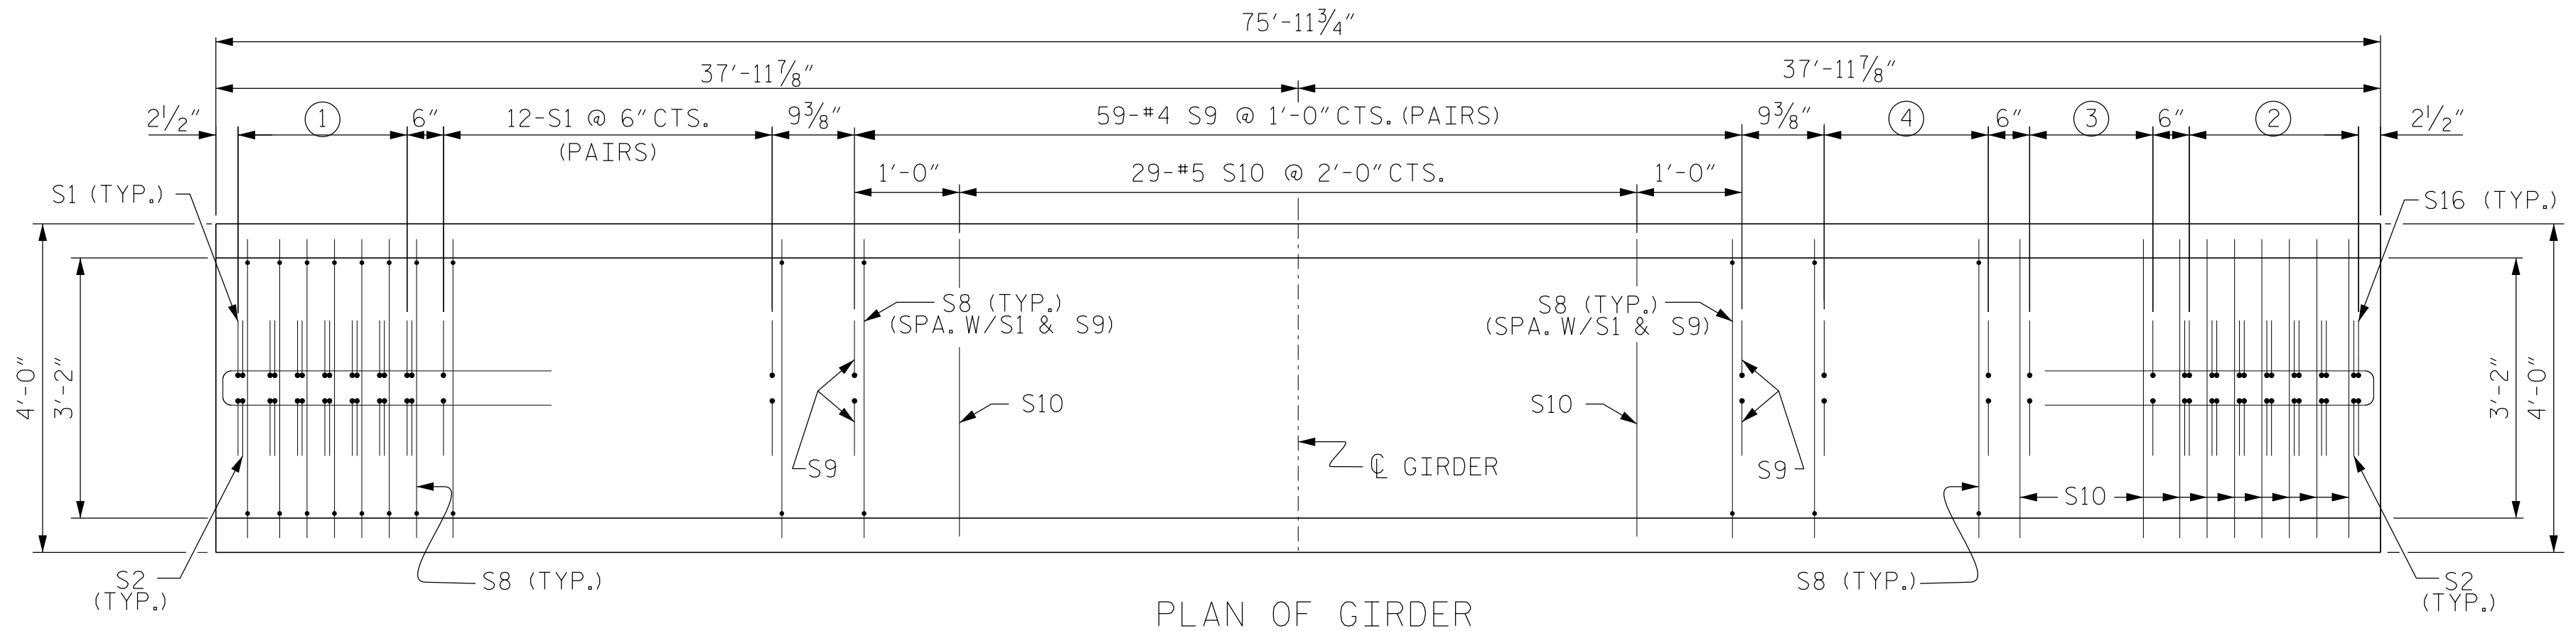 75'-11¾"
37'-11⅞"
37'-11⅞"
2½"
1
6"
12-S1 @ 6"CTS.
(PAIRS)
9⅜"
59-#4 S9 @ 1'-0"CTS.(PAIRS)
9⅜"
4
6"
3
6"
2
2½"
1'-0"
29-#5 S10 @ 2'-0"CTS.
1'-0"
S1 (TYP.)
S16 (TYP.)
S8 (TYP.)
(SPA. W/S1 & S9)
S8 (TYP.)
(SPA. W/S1 & S9)
4'-0"
3'-2"
3'-2"
4'-0"
S10
S10
S9
℄ GIRDER
S9
S10
S2
(TYP.)
S8 (TYP.)
S8 (TYP.)
S2
(TYP.)
PLAN OF GIRDER